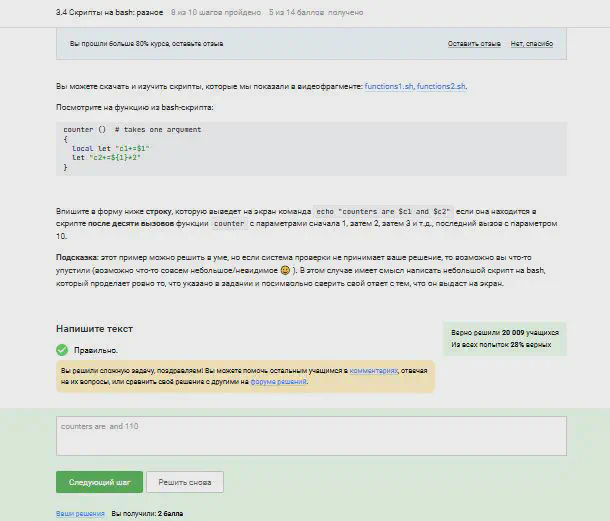 3.4 Скрипты на bash: разное 8 из 10 шагов пройдено 5 из 14 баллов получено
Вы прошли больше 80% курса, оставьте отзыв Оставить отзыв Нет, спасибо
Вы можете скачать и изучить скрипты, которые мы показали в видеофрагменте: functions1.sh, functions2.sh.
Посмотрите на функцию из bash-скрипта:
counter () # takes one argument
{
local let "c1+=$1"
let "c2+=${1}*2"
}
Впишите в форму ниже строку, которую выведет на экран команда echo "counters are $c1 and $c2" если она находится в
скрипте после десяти вызовов функции counter с параметрами сначала 1, затем 2, затем 3 и т.д., последний вызов с параметром
10.
Подсказка: этот пример можно решить в уме, но если система проверки не принимает ваше решение, то возможно вы что-то
упустили (возможно что-то совсем небольшое/невидимое 😀 ). В этом случае имеет смысл написать небольшой скрипт на bash,
который проделает ровно то, что указано в задании и посимвольно сверить свой ответ с тем, что он выдаст на экран.
Напишите текст
Верно решили 20 009 учащихся
Из всех попыток 28% верных
Правильно.
Вы решили сложную задачу, поздравляем! Вы можете помочь остальным учащимся в комментариях, отвечая
на их вопросы, или сравнить своё решение с другими на форуме решений.
counters are  and 110
Следующий шаг Решить снова
Ваши решения Вы получили: 2 балла